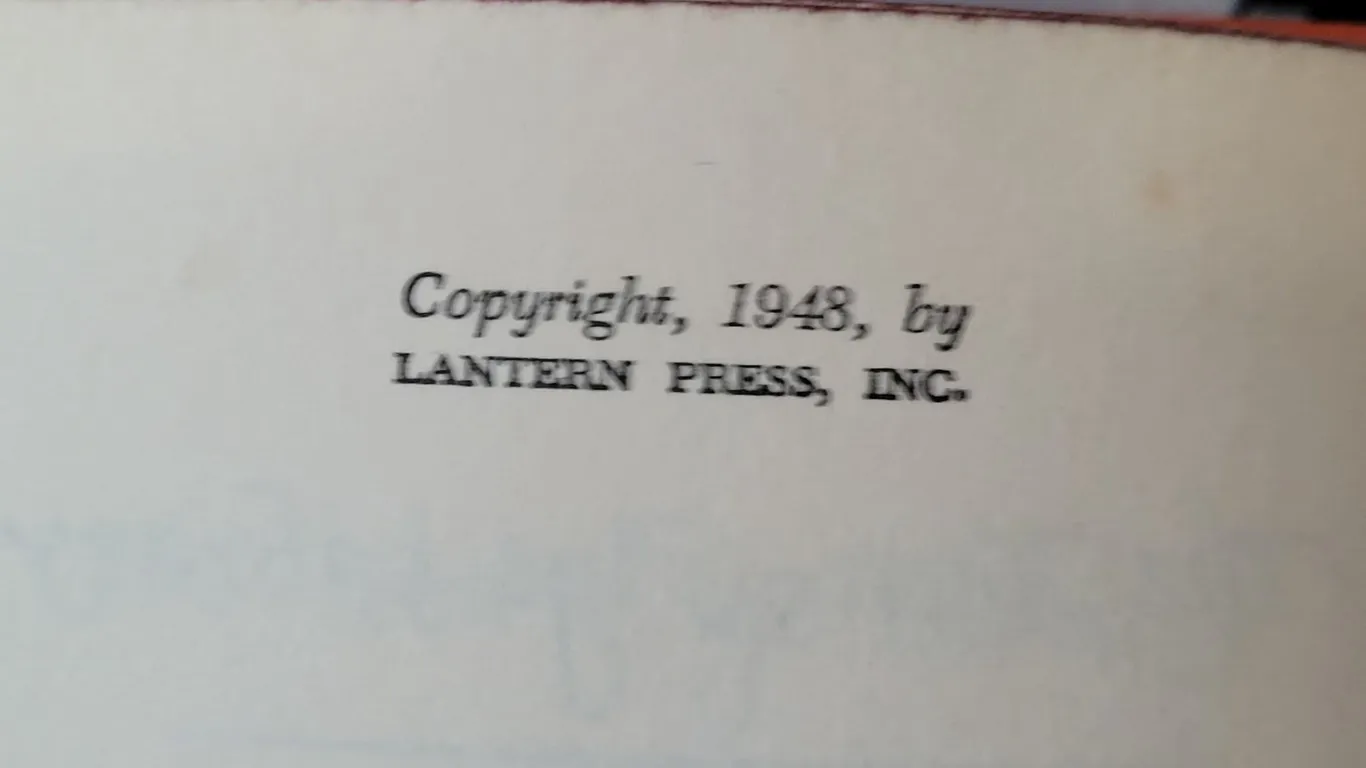 Copyright, 1948, by
LANTERN PRESS, INC.